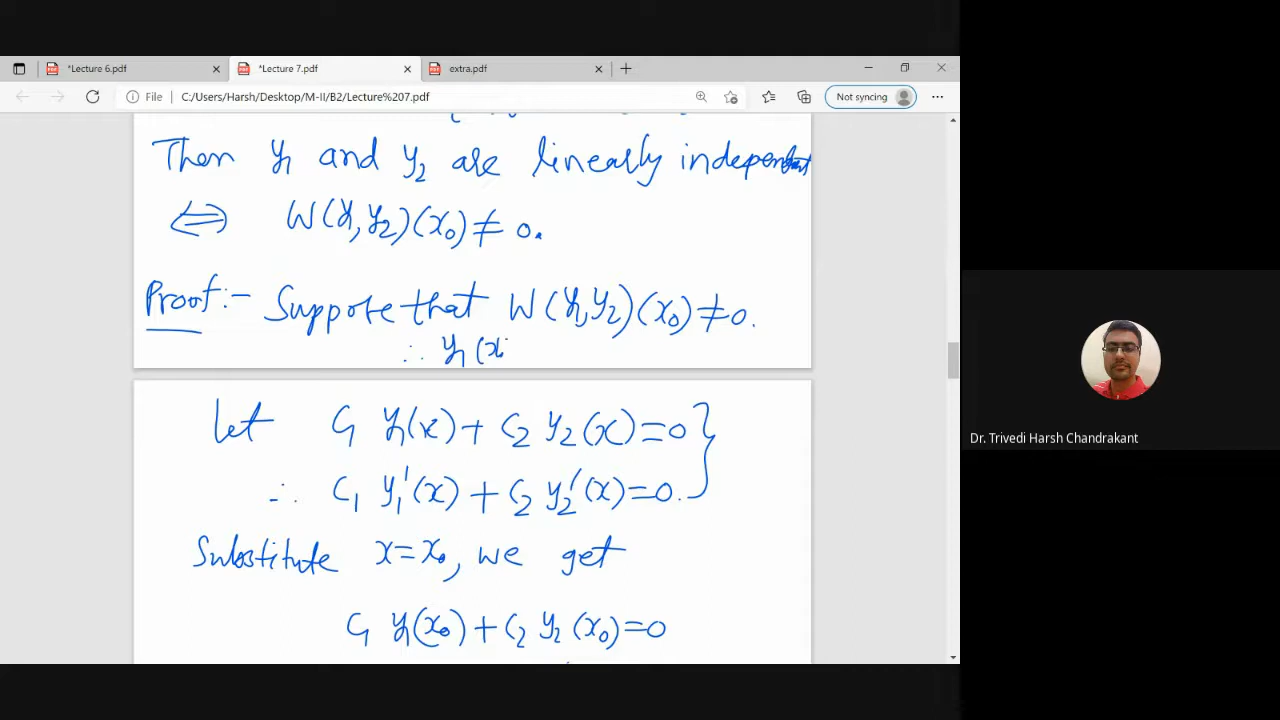 *Lecture 6.pdf
*Lecture 7.pdf
extra.pdf
File
C:/Users/Harsh/Desktop/M-II/B2/Lecture%207.pdf
Not syncing
Then y₁ and y₂ are linearly independent
⇔ W(y₁, y₂)(x₀) ≠ 0.
Proof:- Suppose that W(y₁, y₂)(x₀) ≠ 0.
∴ y₁(x
Let C₁ y₁(x) + C₂ y₂(x) = 0 }
∴ C₁ y₁'(x) + C₂ y₂'(x) = 0.
Substitute x = x₀, we get
C₁ y₁(x₀) + C₂ y₂(x₀) = 0
Dr. Trivedi Harsh Chandrakant